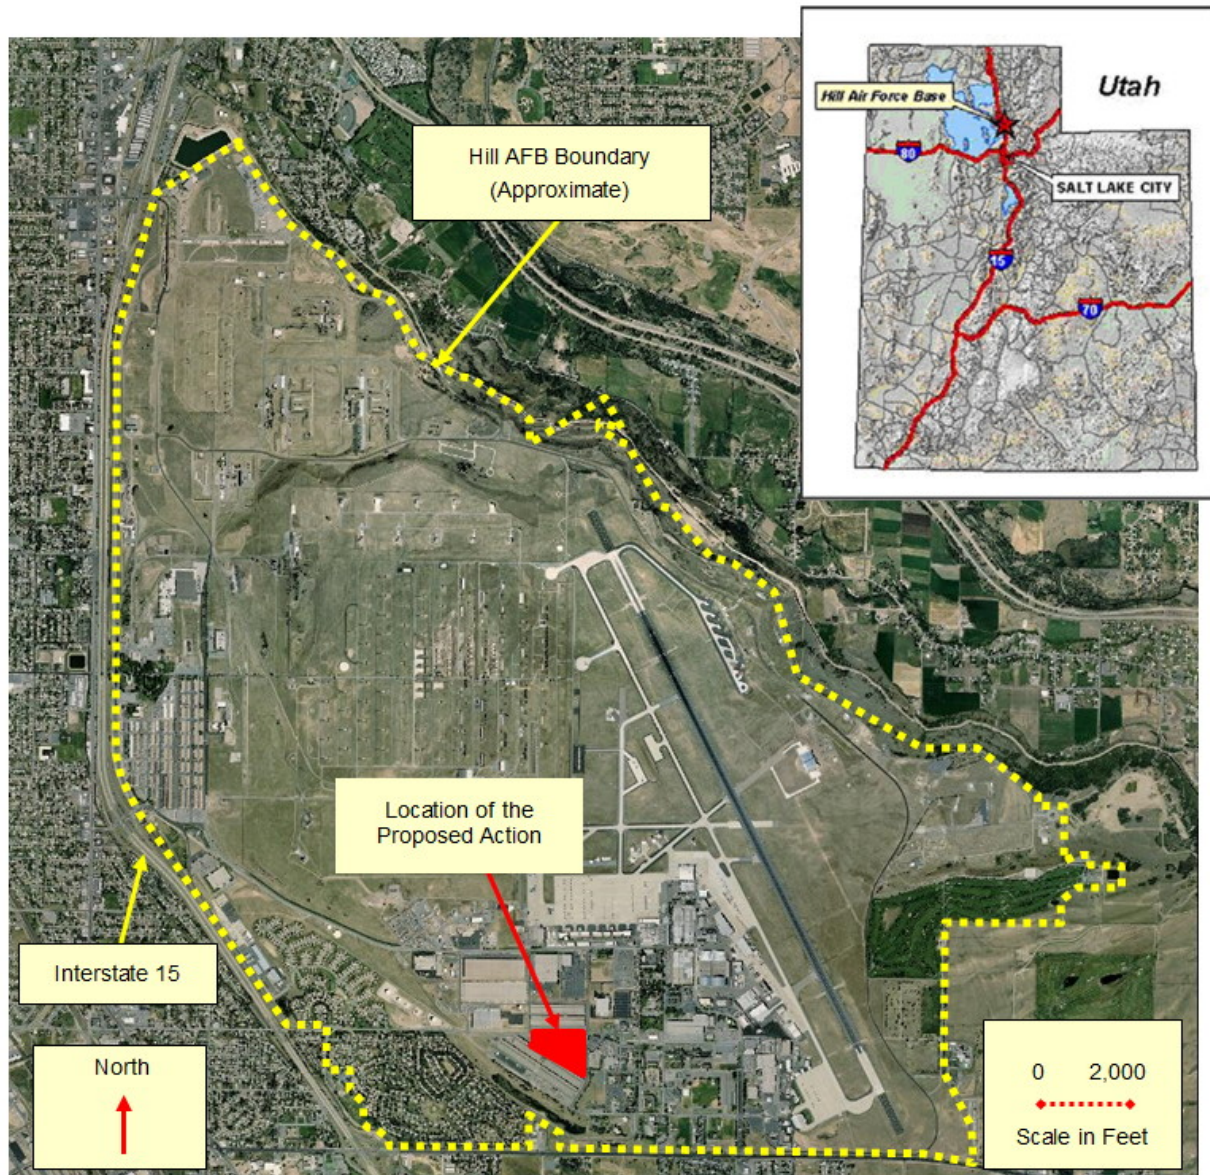 Utah
Hill Air Force Base
80
SALT LAKE CITY
15
70
Hill AFB Boundary
(Approximate)
Location of the
Proposed Action
Interstate 15
North
0 2,000
Scale in Feet